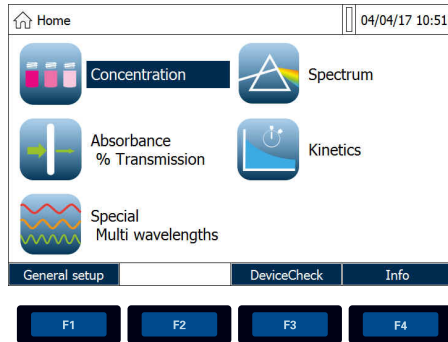 Home
04/04/17 10:51
Concentration
Spectrum
Absorbance
% Transmission
Kinetics
Special
Multi wavelengths
General setup
DeviceCheck
Info
F1
F2
F3
F4